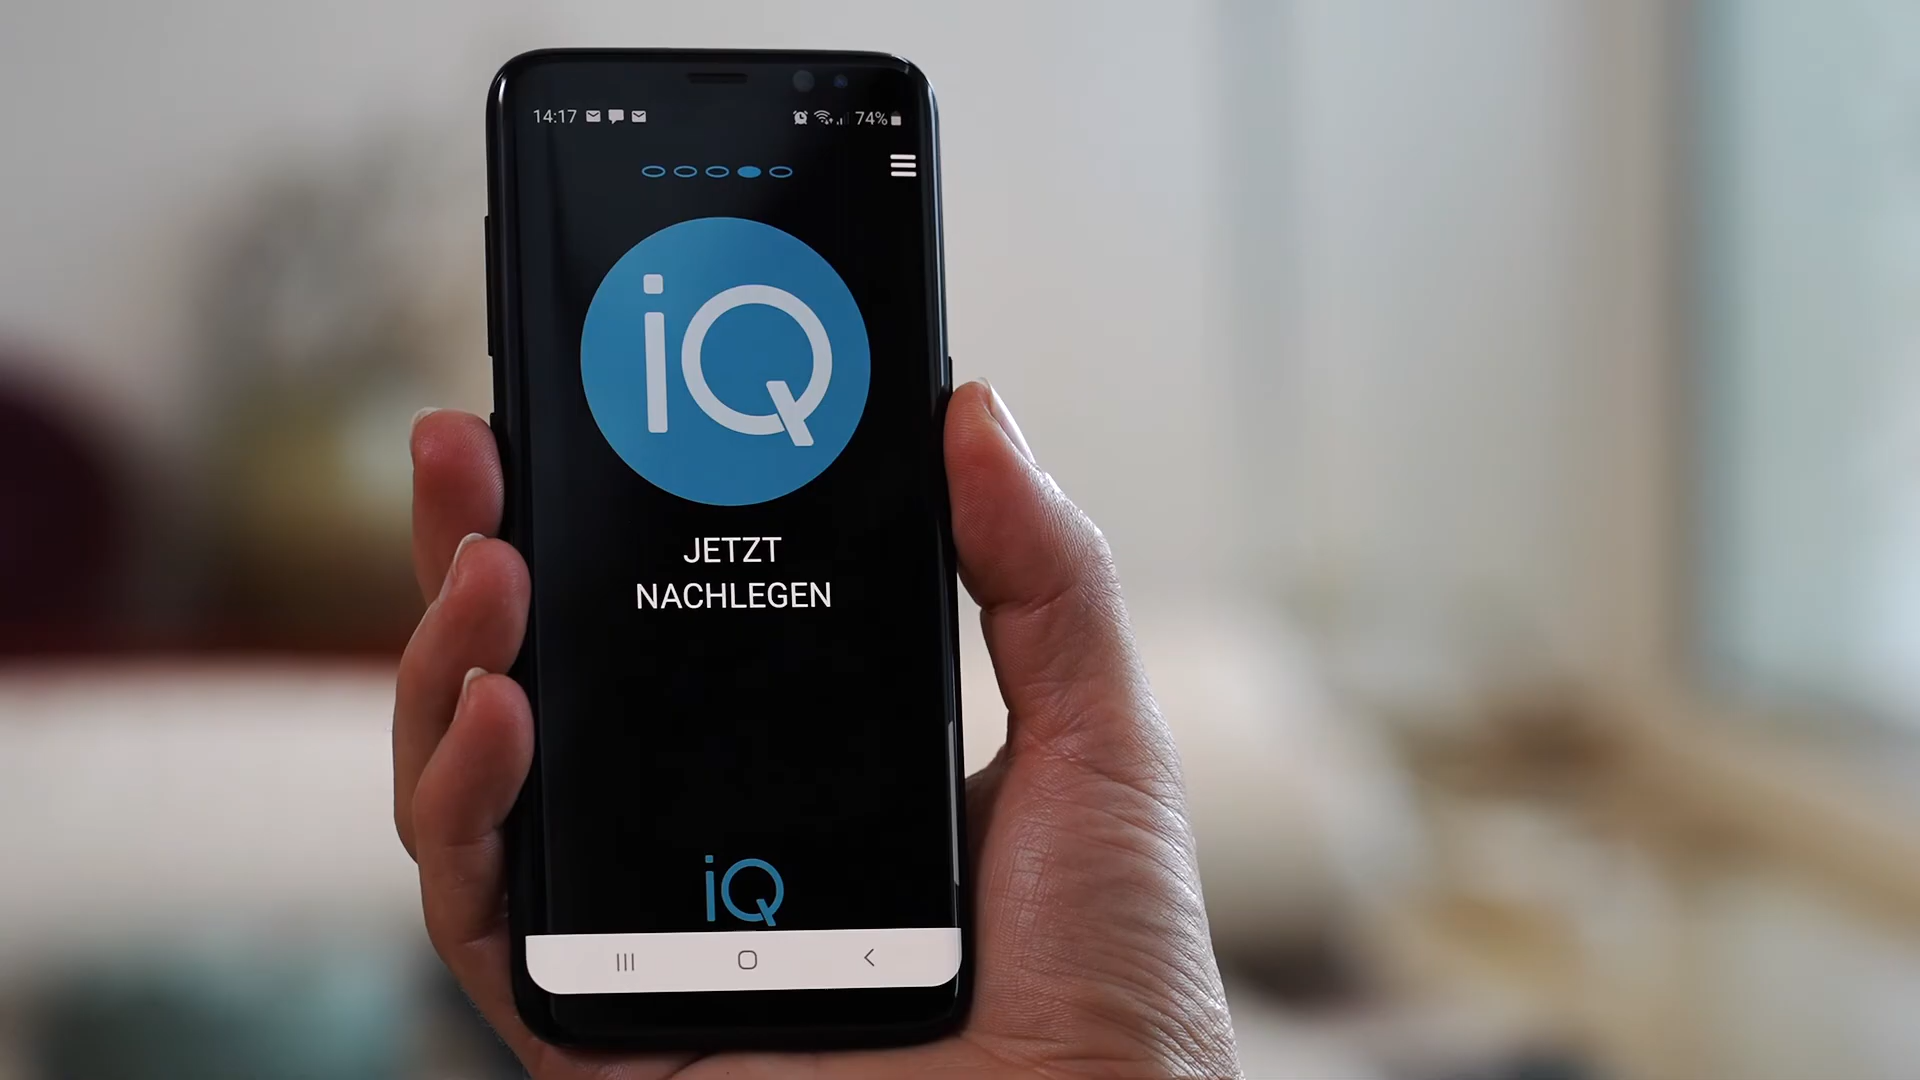 14:17 74%
iQ
JETZT
NACHLEGEN
iQ